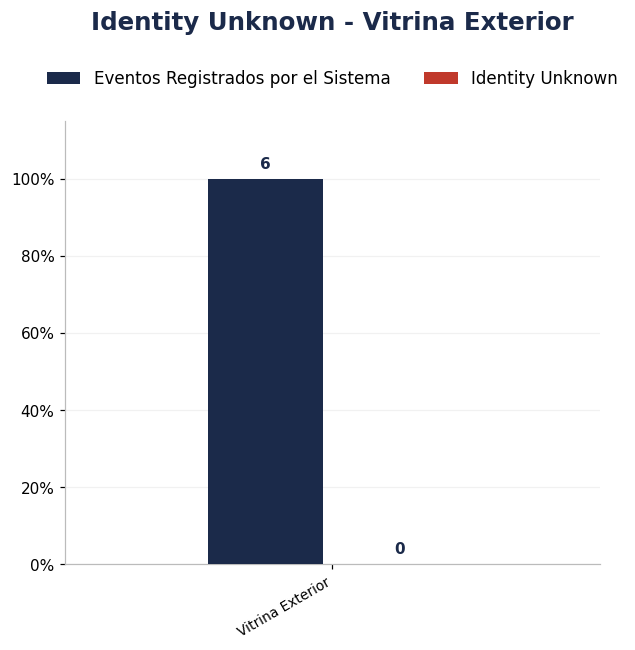 Identity Unknown - Vitrina Exterior
Eventos Registrados por el Sistema
Identity Unknown
6
100%
80%
60%
40%
20%
0
0%
Vitrina Exterior